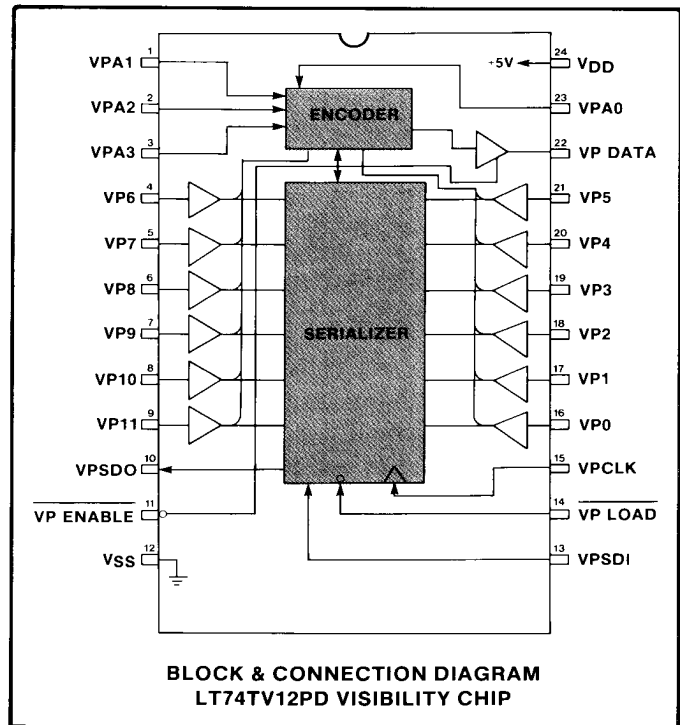 1 24
VPA1 +5V VDD
2 23
VPA2 ENCODER VPA0
3 22
VPA3 VP DATA
4 21
VP6 VP5
5 20
VP7 VP4
6 19
VP8 VP3
7 18
VP9 SERIALIZER VP2
8 17
VP10 VP1
9 16
VP11 VP0
10 15
VPSDO VPCLK
11 14
VP ENABLE VP LOAD
12 13
VSS VPSDI
BLOCK & CONNECTION DIAGRAM
LT74TV12PD VISIBILITY CHIP